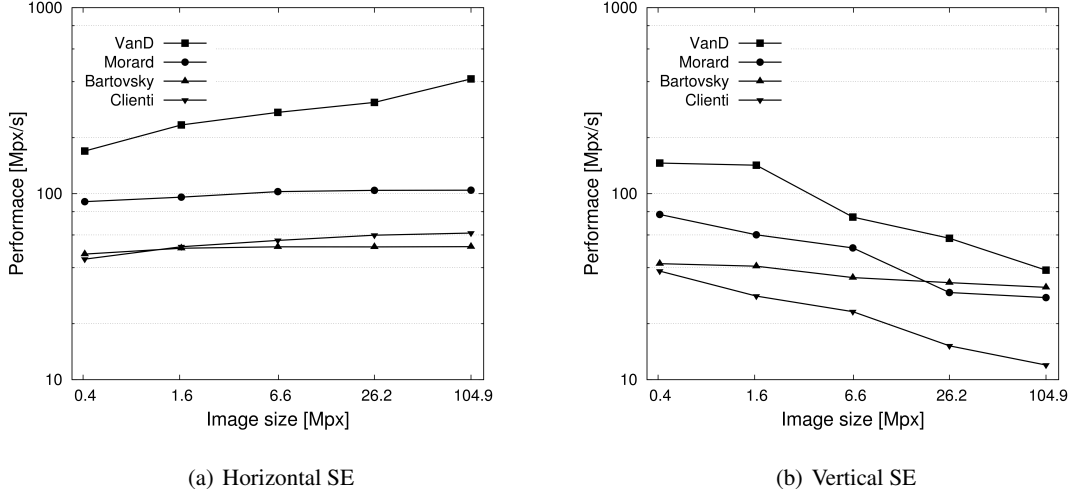 1000
100
10
Performace [Mpx/s]
VanD
Morard
Bartovsky
Clienti
0.4 1.6 6.6 26.2 104.9
Image size [Mpx]
(a) Horizontal SE
1000
100
10
Performace [Mpx/s]
VanD
Morard
Bartovsky
Clienti
0.4 1.6 6.6 26.2 104.9
Image size [Mpx]
(b) Vertical SE